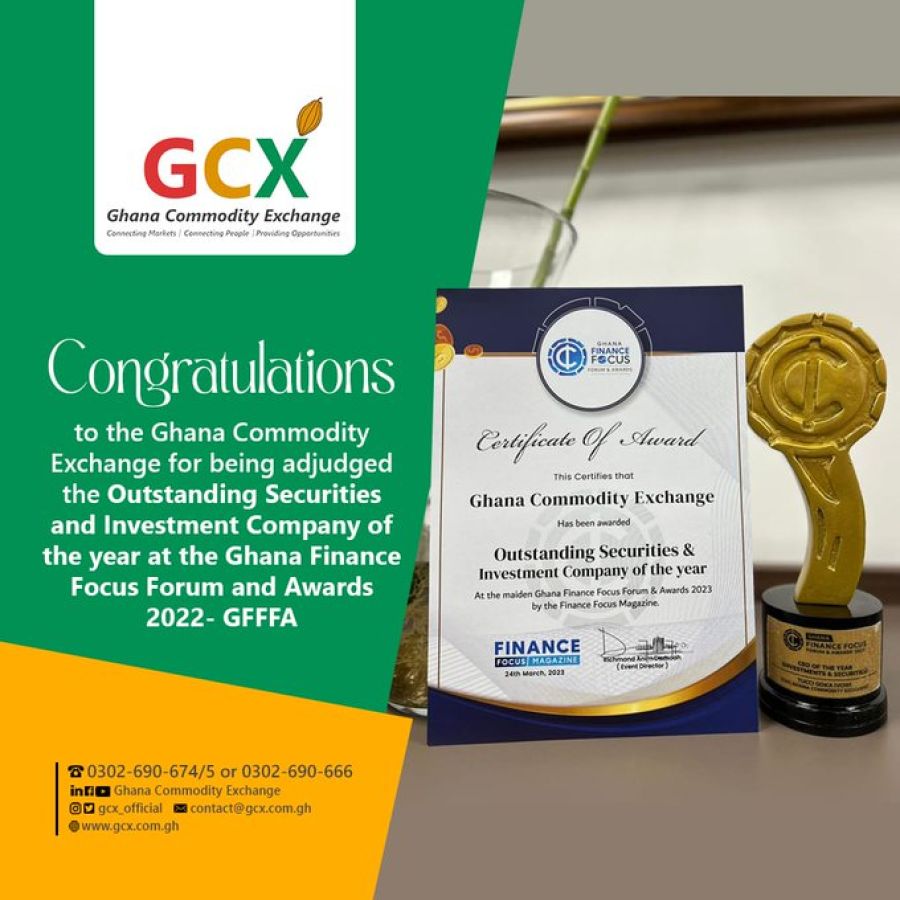 GCX
Ghana Commodity Exchange
Connecting Markets | Connecting People | Providing Opportunities
Congratulations
to the Ghana Commodity
Exchange for being adjudged
the Outstanding Securities
and Investment Company of
the year at the Ghana Finance
Focus Forum and Awards
2022- GFFFA
0302-690-674/5 or 0302-690-666
Ghana Commodity Exchange
gcx_official contact@gcx.com.gh
www.gcx.com.gh
GHANA
FINANCE
FOCUS
FORUM & AWARDS
Certificate Of Award
This Certifies that
Ghana Commodity Exchange
Has been awarded
Outstanding Securities &
Investment Company of the year
At the maiden Ghana Finance Focus Forum & Awards 2023
by the Finance Focus Magazine.
FINANCE
FOCUS | MAGAZINE
24th March, 2023
Richmond
(Event Director)
GHANA
FINANCE FOCUS
FORUM & AWARDS
CEO OF THE YEAR
GHANA COMMODITY EXCHANGE